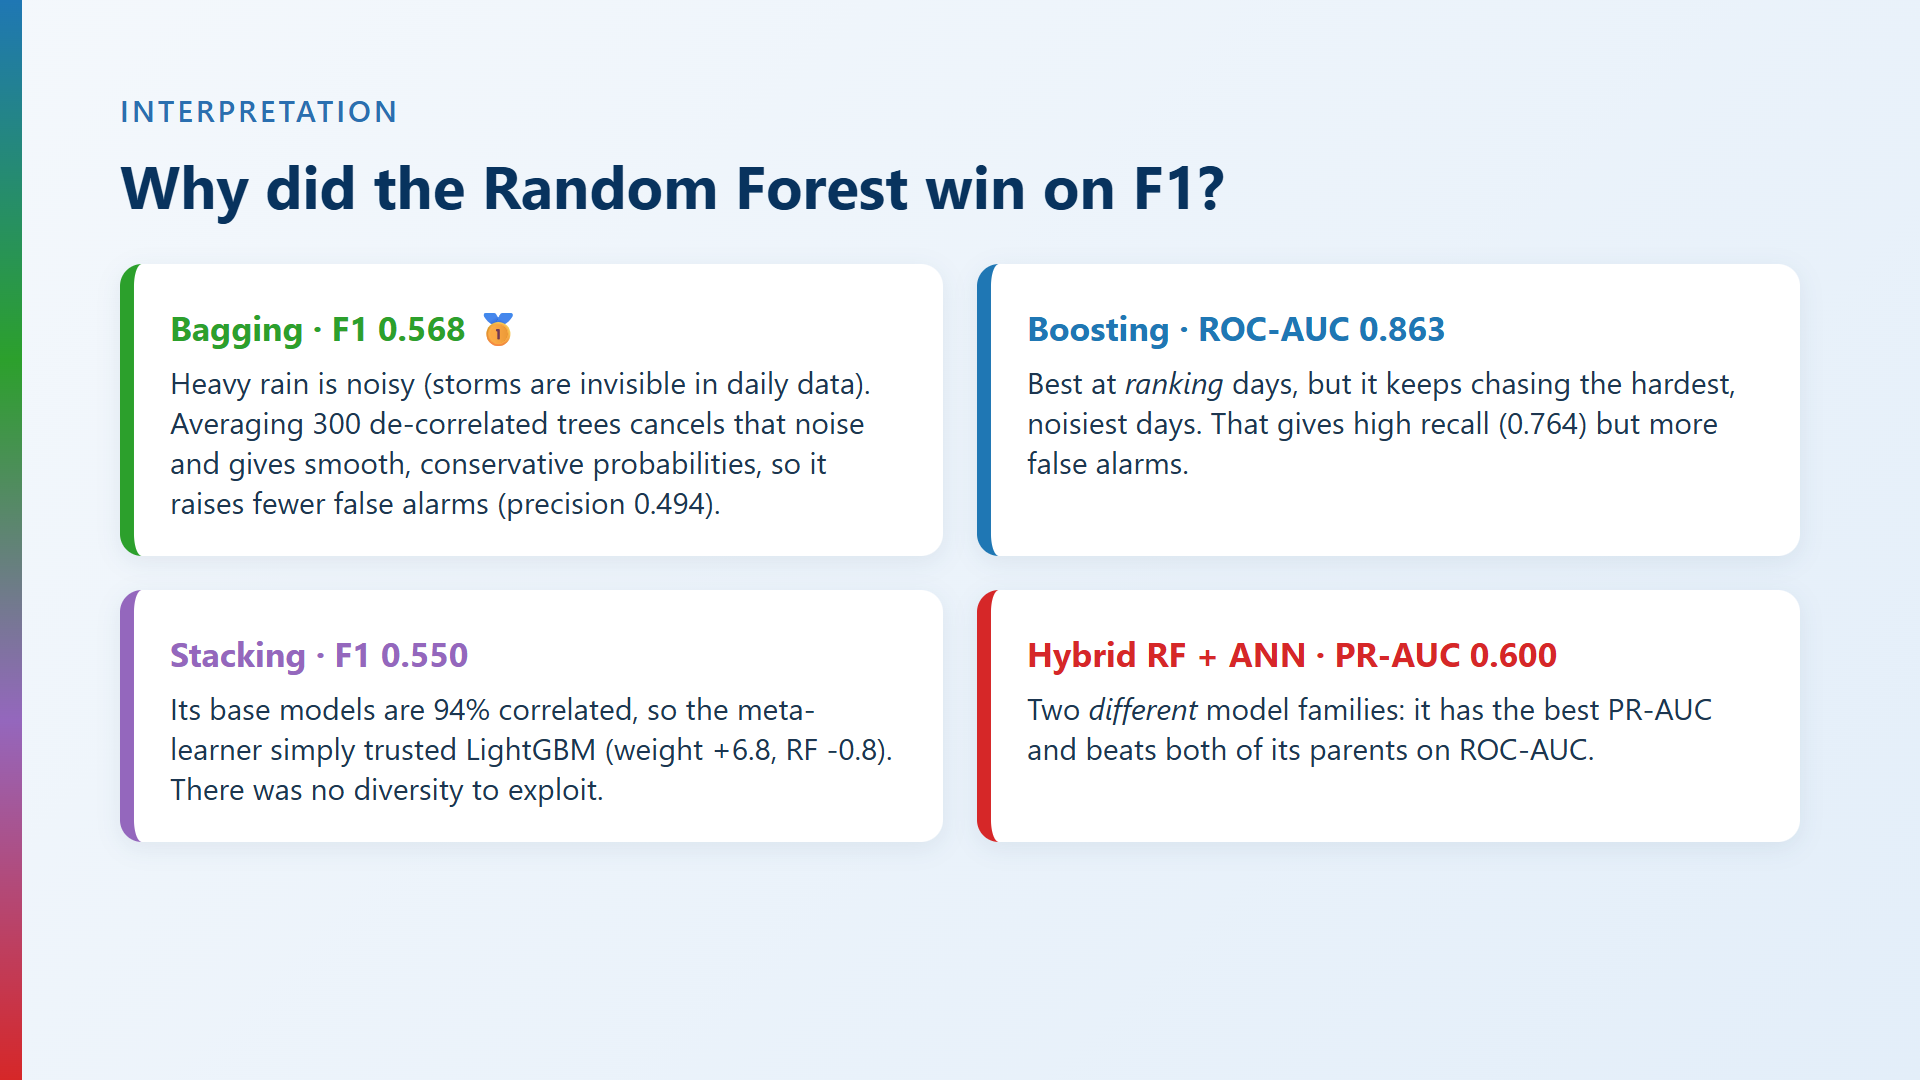 INTERPRETATION
Why did the Random Forest win on F1?
Bagging · F1 0.568 🥇
Heavy rain is noisy (storms are invisible in daily data).
Averaging 300 de-correlated trees cancels that noise
and gives smooth, conservative probabilities, so it
raises fewer false alarms (precision 0.494).
Boosting · ROC-AUC 0.863
Best at ranking days, but it keeps chasing the hardest,
noisiest days. That gives high recall (0.764) but more
false alarms.
Stacking · F1 0.550
Its base models are 94% correlated, so the meta-
learner simply trusted LightGBM (weight +6.8, RF -0.8).
There was no diversity to exploit.
Hybrid RF + ANN · PR-AUC 0.600
Two different model families: it has the best PR-AUC
and beats both of its parents on ROC-AUC.